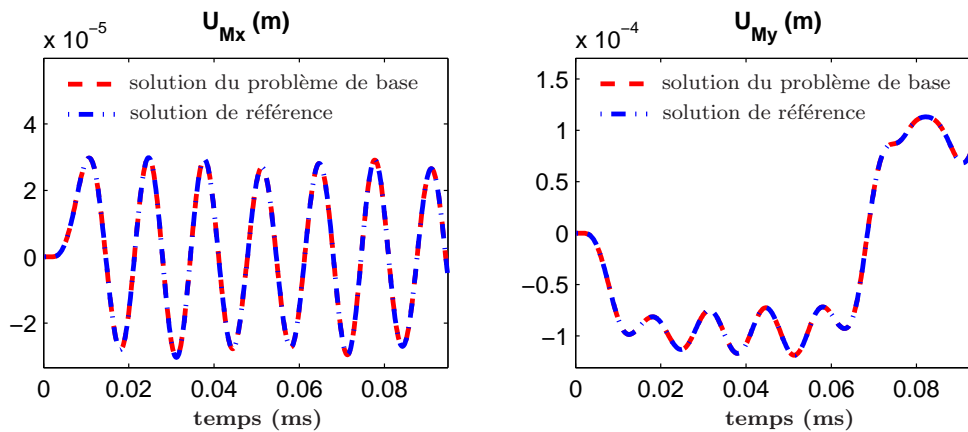 U_Mx (m)
x 10^-5
solution du problème de base
solution de référence
4
2
0
−2
0
0.02
0.04
0.06
0.08
temps (ms)
U_My (m)
x 10^-4
solution du problème de base
solution de référence
1.5
1
0.5
0
−0.5
−1
0
0.02
0.04
0.06
0.08
temps (ms)